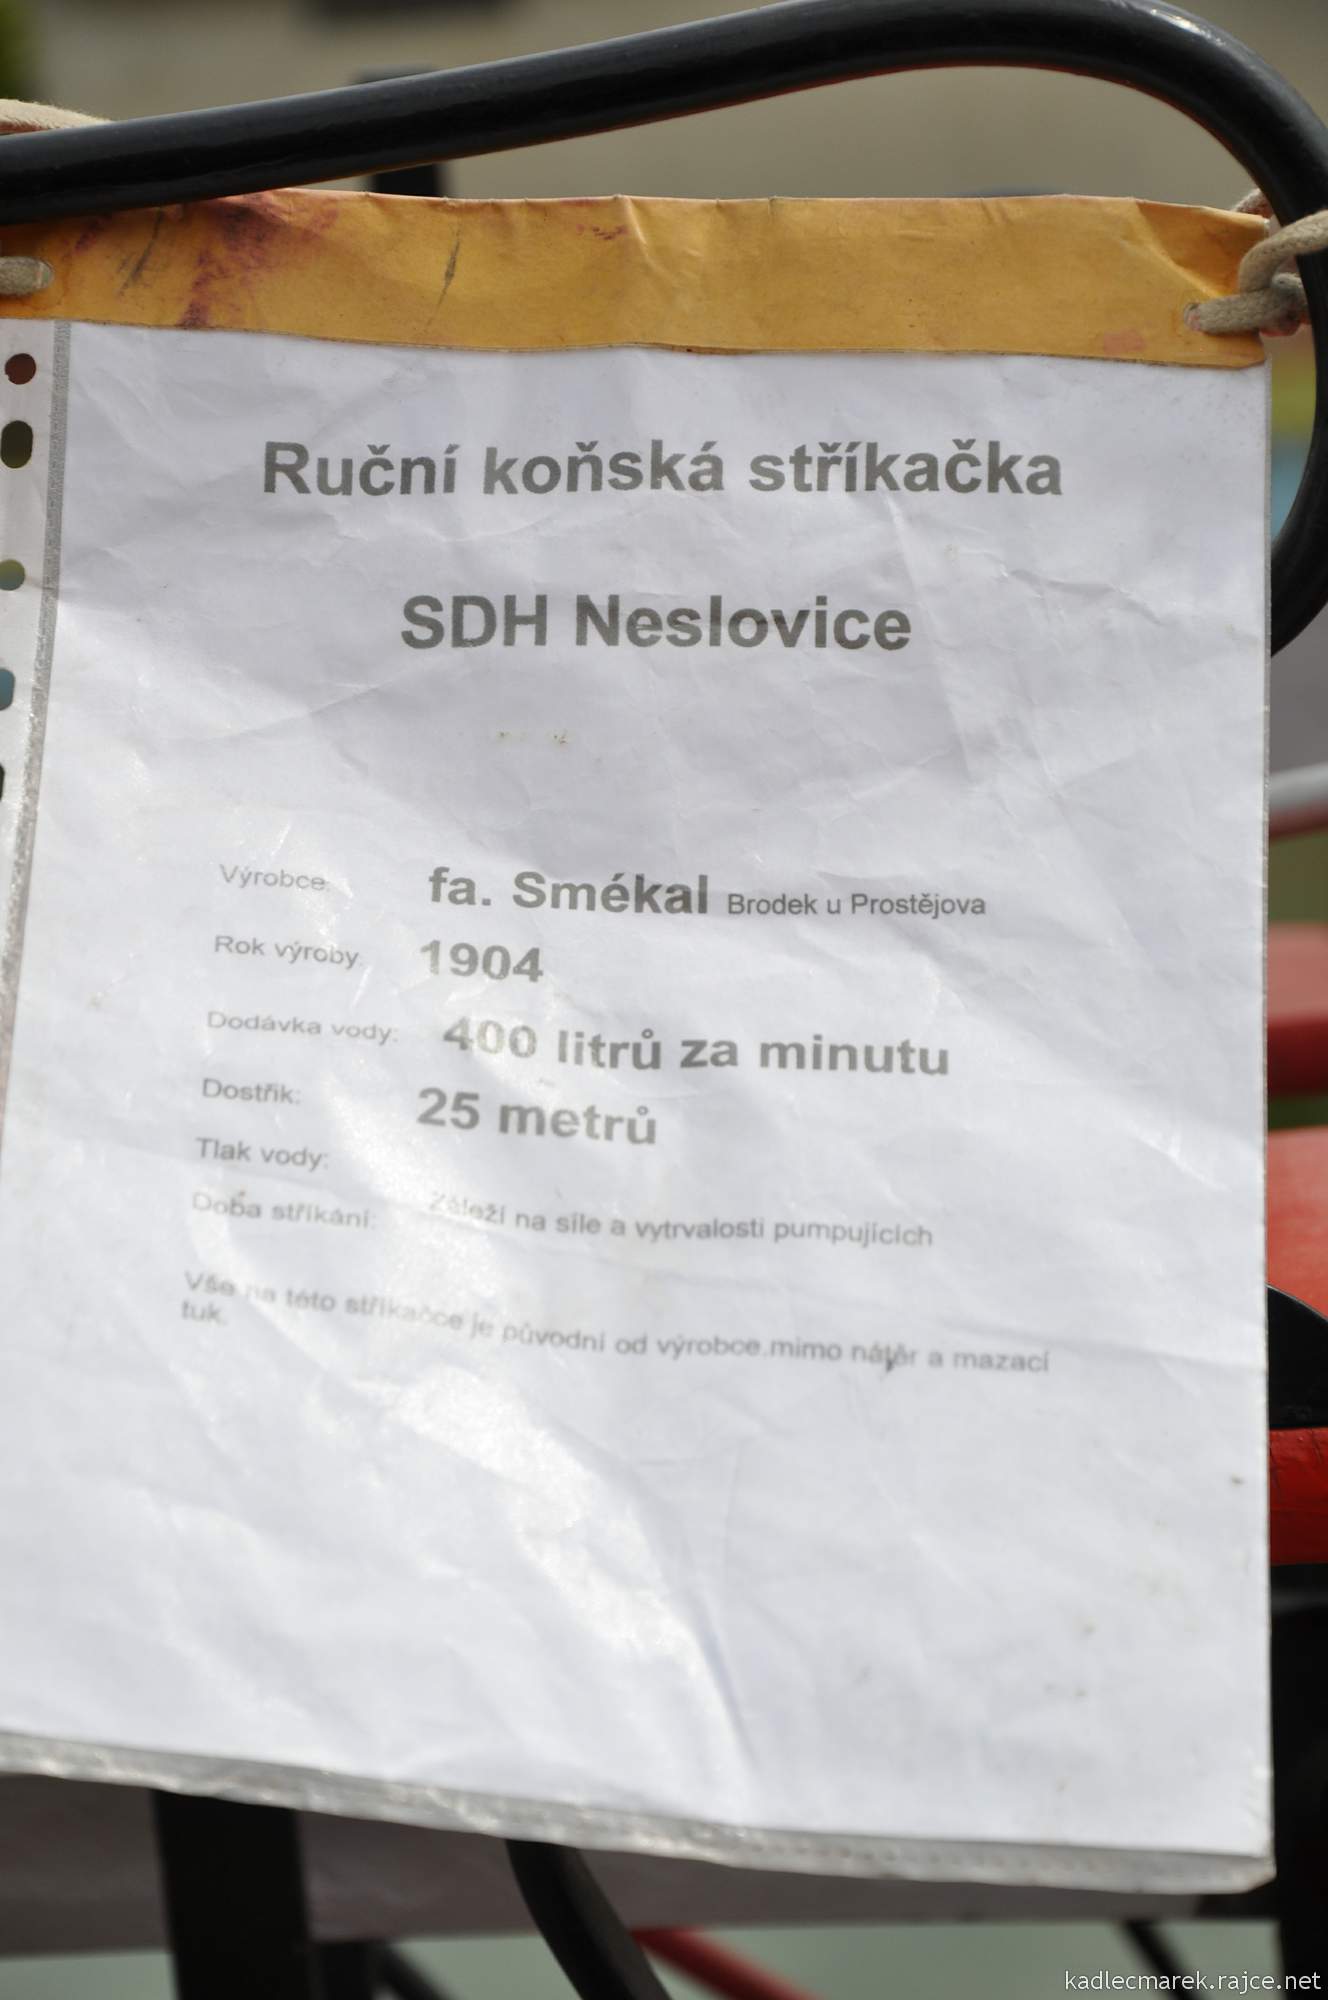 Ruční koňská stříkačka
SDH Neslovice
Výrobce: fa. Smékal Brodek u Prostějova
Rok výroby: 1904
Dodávka vody: 400 litrů za minutu
Dostřik: 25 metrů
Tlak vody:
Doba stříkání: Záleží na síle a vytrvalosti pumpujících
Vše na této stříkačce je původní od výrobce.mimo nátěr a mazací
tuk.
kadlecmarek.rajce.net